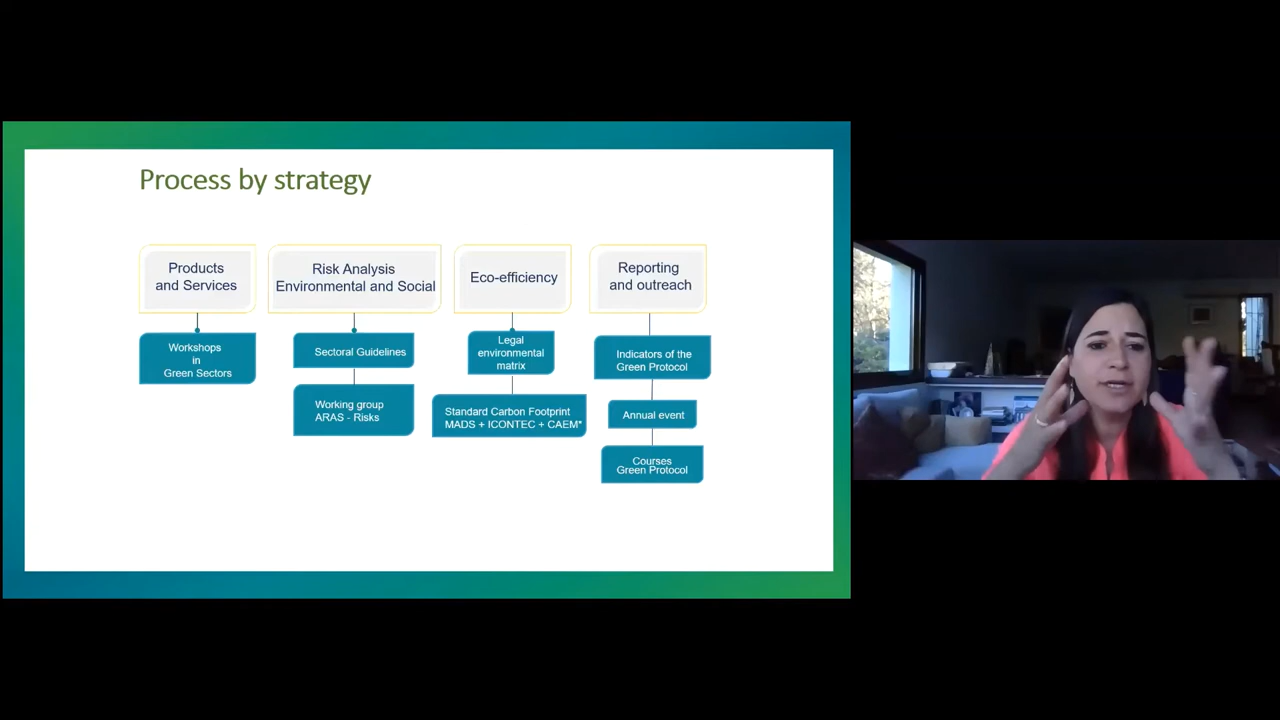 Process by strategy
Products
and Services
Workshops
in
Green Sectors
Risk Analysis
Environmental and Social
Sectoral Guidelines
Working group
ARAS - Risks
Eco-efficiency
Legal
environmental
matrix
Standard Carbon Footprint
MADS + ICONTEC + CAEM"
Reporting
and outreach
Indicators of the
Green Protocol
Annual event
Courses
Green Protocol